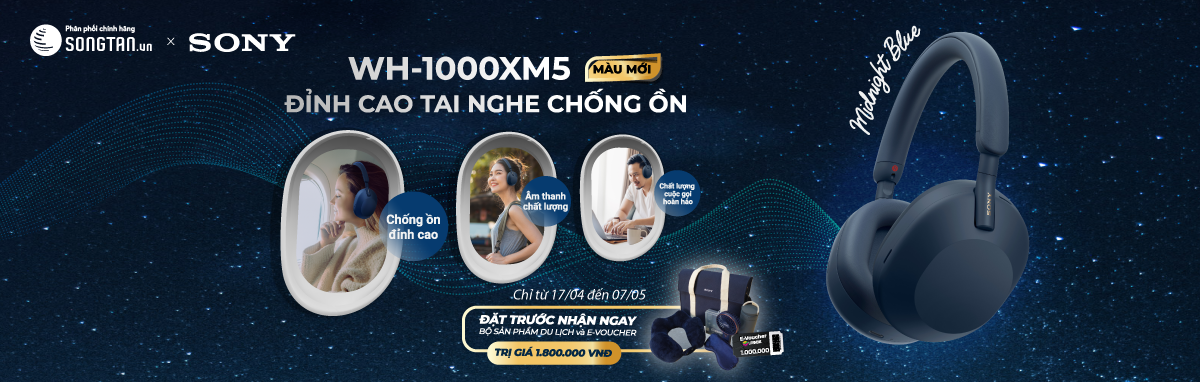 Phân phối chính hãng
SONGTAN.vn × SONY
WH-1000XM5 MÀU MỚI
ĐỈNH CAO TAI NGHE CHỐNG ỒN
Midnight Blue
Chống ồn
đỉnh cao
Âm thanh
chất lượng
Chất lượng
cuộc gọi
hoàn hảo
SONY
Chỉ từ 17/04 đến 07/05
ĐẶT TRƯỚC NHẬN NGAY
BỘ SẢN PHẨM DU LỊCH và E-VOUCHER
TRỊ GIÁ 1.800.000 VNĐ
E-Voucher
1.000.000